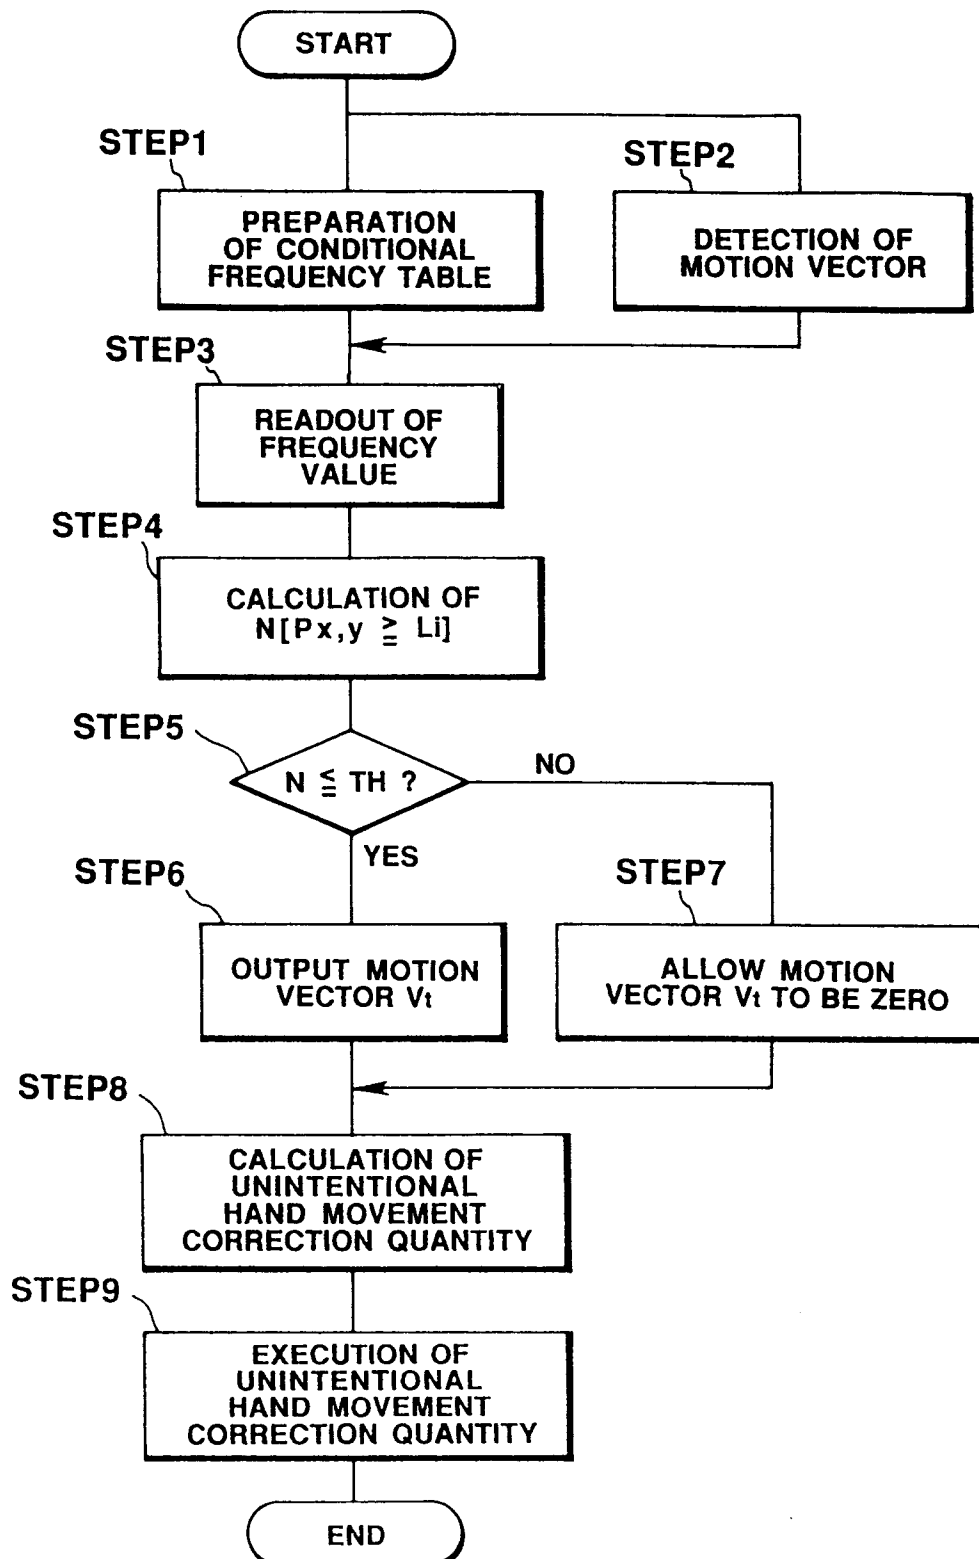 START
STEP1
PREPARATION
OF CONDITIONAL
FREQUENCY TABLE
STEP2
DETECTION OF
MOTION VECTOR
STEP3
READOUT OF
FREQUENCY
VALUE
STEP4
CALCULATION OF
N[Px,y ≧ Li]
STEP5
N ≦ TH ?
NO
YES
STEP6
OUTPUT MOTION
VECTOR Vt
STEP7
ALLOW MOTION
VECTOR Vt TO BE ZERO
STEP8
CALCULATION OF
UNINTENTIONAL
HAND MOVEMENT
CORRECTION QUANTITY
STEP9
EXECUTION OF
UNINTENTIONAL
HAND MOVEMENT
CORRECTION QUANTITY
END